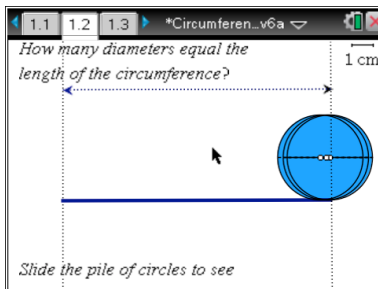 1.1 1.2 1.3 *Circumferen…v6a
How many diameters equal the
length of the circumference?
1 cm
Slide the pile of circles to see